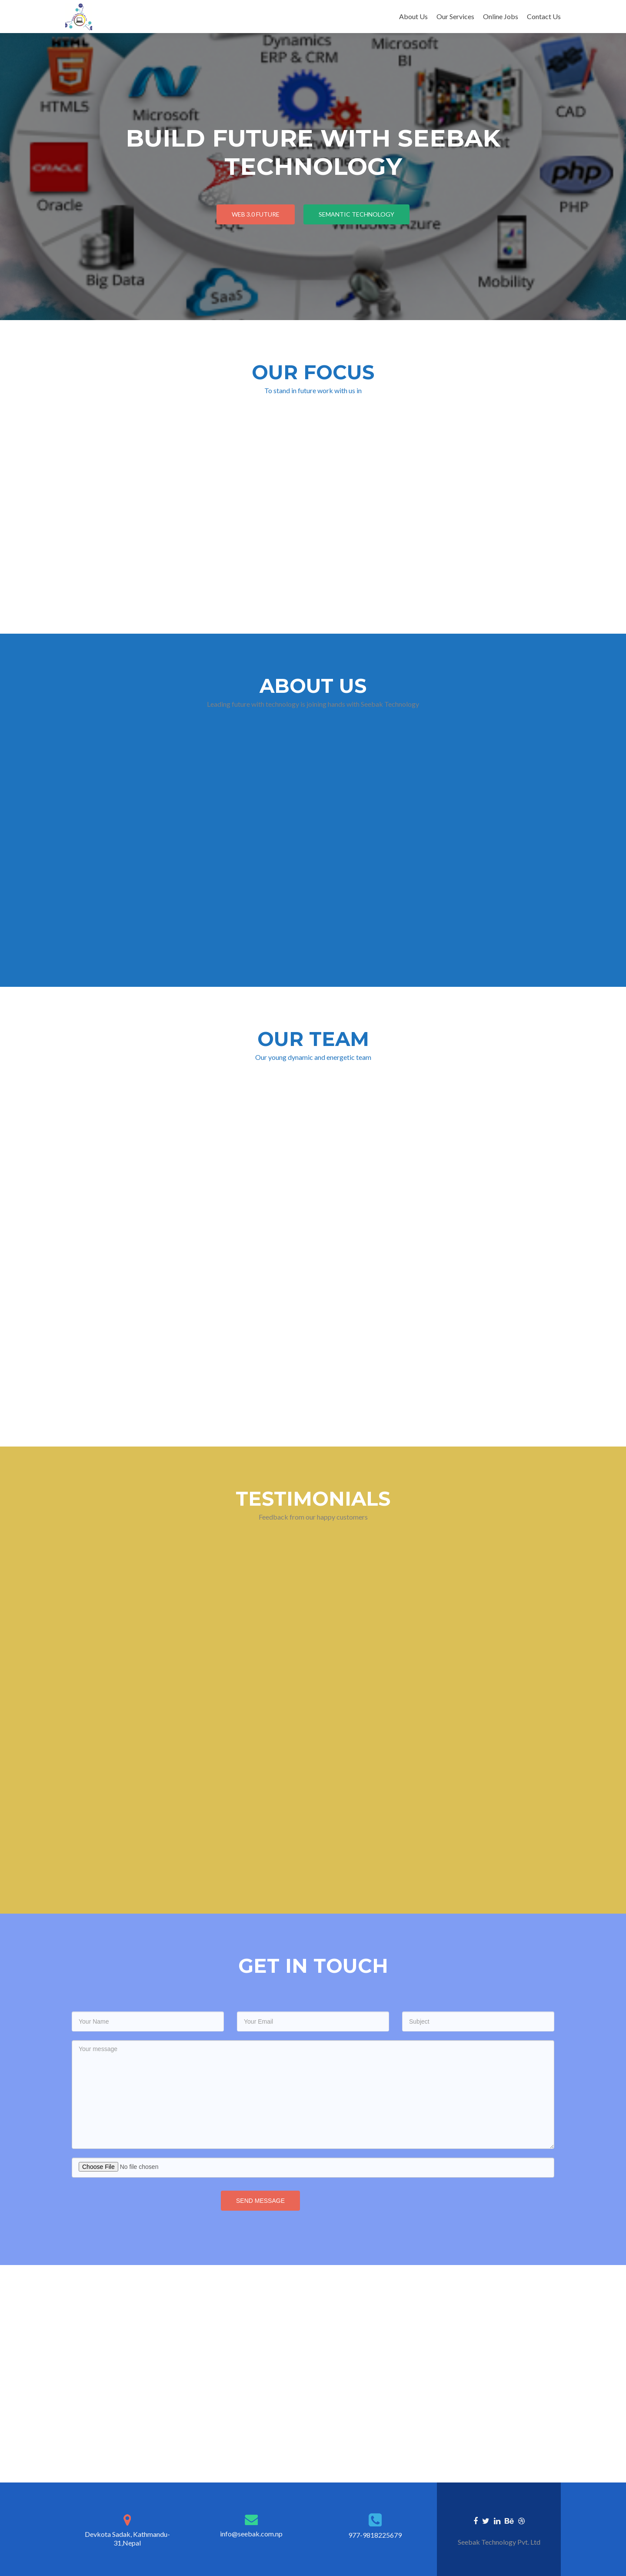 About Us Our Services Online Jobs Contact Us
Dynamics
ERP & CRM
Microsoft
BI
HTML5
Microsoft
CAD
BUILD FUTURE WITH SEEBAK
TECHNOLOGY
Oracle
PHP
WEB 3.0 FUTURE
SEMANTIC TECHNOLOGY
SQL
Windows Azure
Big Data
Mobility
SaaS
OUR FOCUS
To stand in future work with us in
ABOUT US
Leading future with technology is joining hands with Seebak Technology
OUR TEAM
Our young dynamic and energetic team
TESTIMONIALS
Feedback from our happy customers
GET IN TOUCH
Your Name
Your Email
Subject
Your message
Choose File No file chosen
SEND MESSAGE
Devkota Sadak, Kathmandu-
31,Nepal
info@seebak.com.np
977-9818225679
Seebak Technology Pvt. Ltd